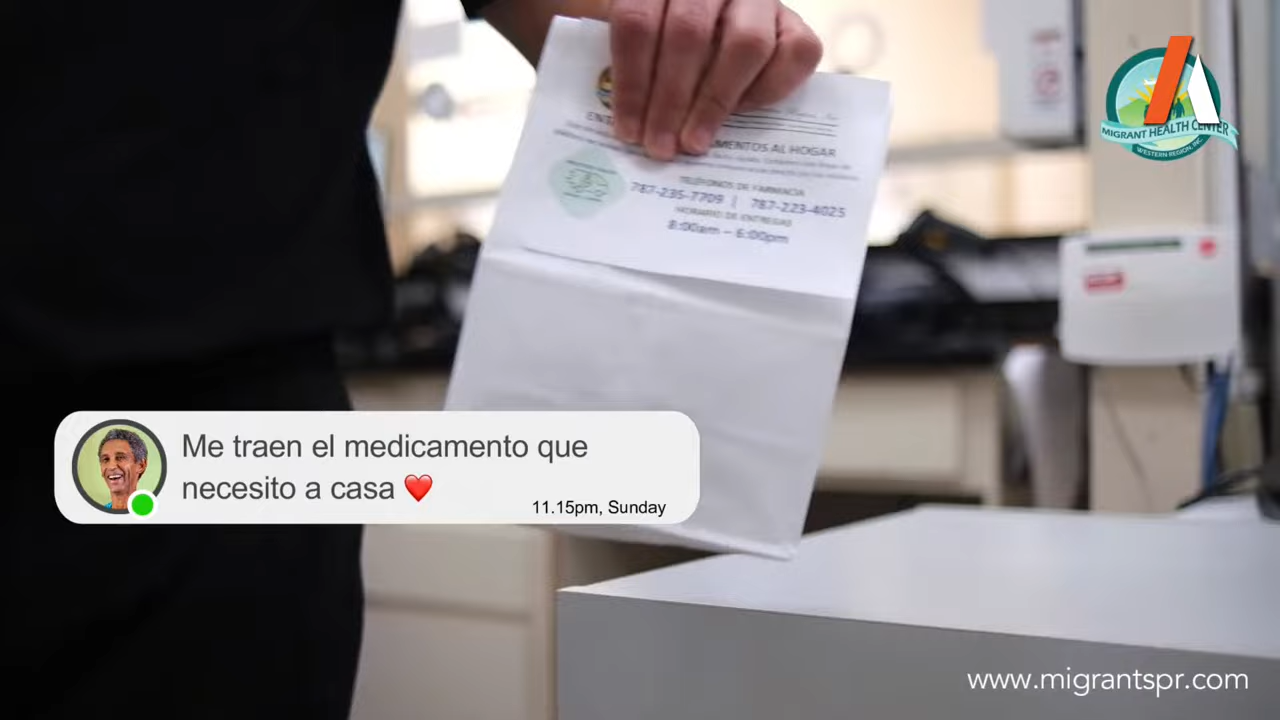 MIGRANT HEALTH CENTER
WESTERN REGION, INC.
MENTOS AL HOGAR
TELÉFONOS DE FARMACIA
787-235-7709 | 787-223-4025
HORARIO DE ENTREGAS
8:00am – 6:00pm
Me traen el medicamento que
necesito a casa ❤️
11.15pm, Sunday
www.migrantspr.com